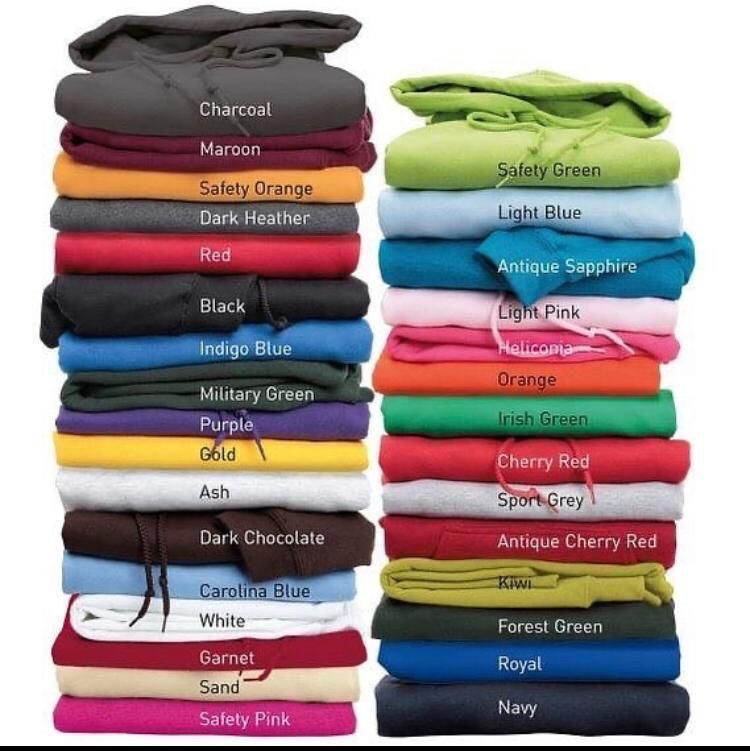 Charcoal
Maroon
Safety Orange
Dark Heather
Red
Black
Indigo Blue
Military Green
Purple
Gold
Ash
Dark Chocolate
Carolina Blue
White
Garnet
Sand
Safety Pink
Safety Green
Light Blue
Antique Sapphire
Light Pink
Heliconia
Orange
Irish Green
Cherry Red
Sport Grey
Antique Cherry Red
Kiwi
Forest Green
Royal
Navy